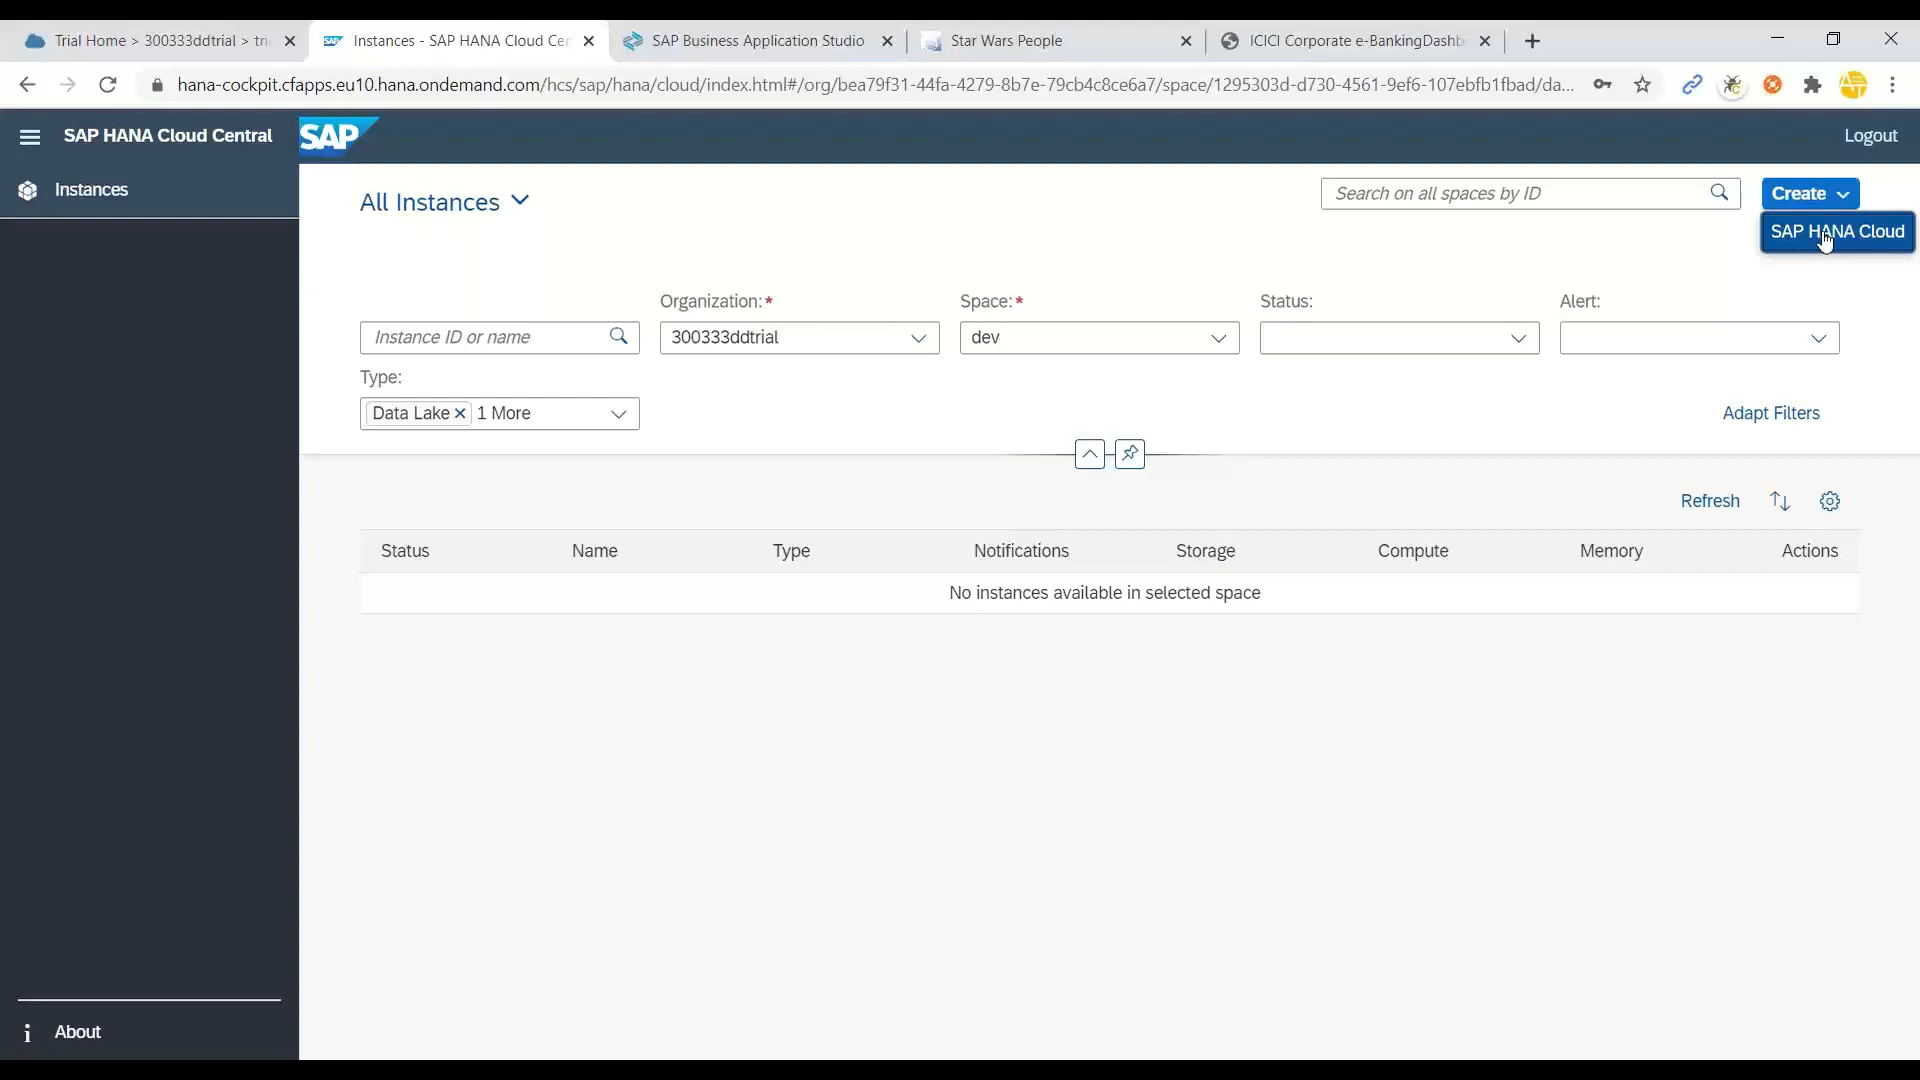 Trial Home > 300333ddtrial > tri
Instances - SAP HANA Cloud Cer
SAP Business Application Studio
Star Wars People
ICICI Corporate e-BankingDashb
hana-cockpit.cfapps.eu10.hana.ondemand.com/hcs/sap/hana/cloud/index.html#/org/bea79f31-44fa-4279-8b7e-79cb4c8ce6a7/space/1295303d-d730-4561-9ef6-107ebfb1fbad/da...
SAP HANA Cloud Central
SAP
Logout
Instances
All Instances
Search on all spaces by ID
Create
SAP HANA Cloud
Organization:*
Space:*
Status:
Alert:
Instance ID or name
300333ddtrial
dev
Type:
Data Lake
1 More
Adapt Filters
Refresh
Status Name Type Notifications Storage Compute Memory Actions
No instances available in selected space
About